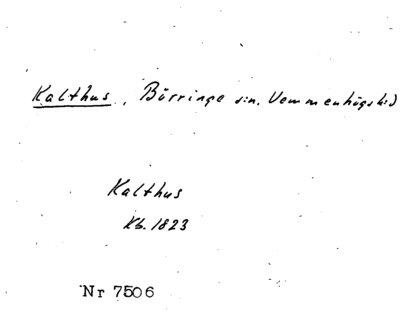 Kalthus, Börringe sn. Vemmenhögs hd
Kalthus
Kb. 1823
Nr 7506